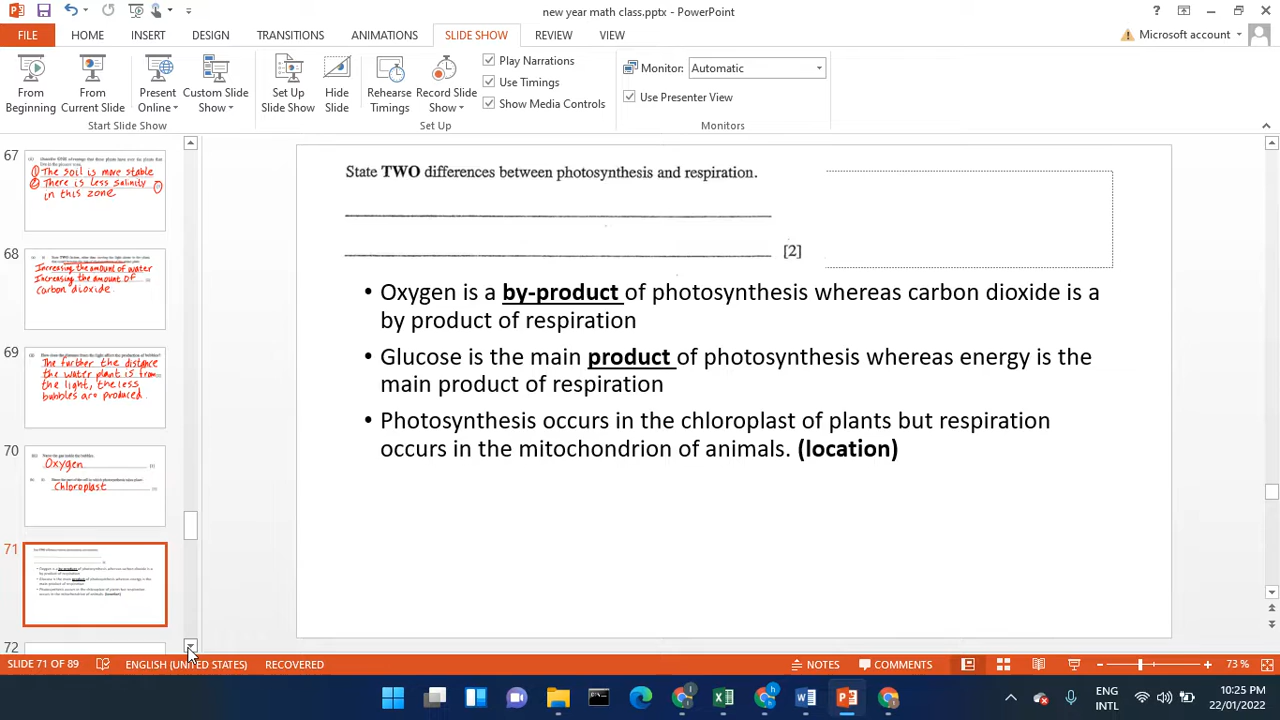 new year math class.pptx - PowerPoint
FILE HOME INSERT DESIGN TRANSITIONS ANIMATIONS SLIDE SHOW REVIEW VIEW Microsoft account
From Beginning
From Current Slide
Present Online
Custom Slide Show
Start Slide Show
Set Up Slide Show
Hide Slide
Rehearse Timings
Record Slide Show
Play Narrations
Use Timings
Show Media Controls
Set Up
Monitor: Automatic
Use Presenter View
Monitors
67
① The soil is more stable
② There is less salinity
in this zone
68
Increasing the amount of water
Increasing the amount of
carbon dioxide
69
The further the distance
the water plant is from
the light, the less
bubbles are produced.
70
Oxygen
Chloroplast
71
72
State TWO differences between photosynthesis and respiration.
[2]
• Oxygen is a by-product of photosynthesis whereas carbon dioxide is a
by product of respiration
• Glucose is the main product of photosynthesis whereas energy is the
main product of respiration
• Photosynthesis occurs in the chloroplast of plants but respiration
occurs in the mitochondrion of animals. (location)
SLIDE 71 OF 89 ENGLISH (UNITED STATES) RECOVERED NOTES COMMENTS 73 %
ENG
INTL
10:25 PM
22/01/2022